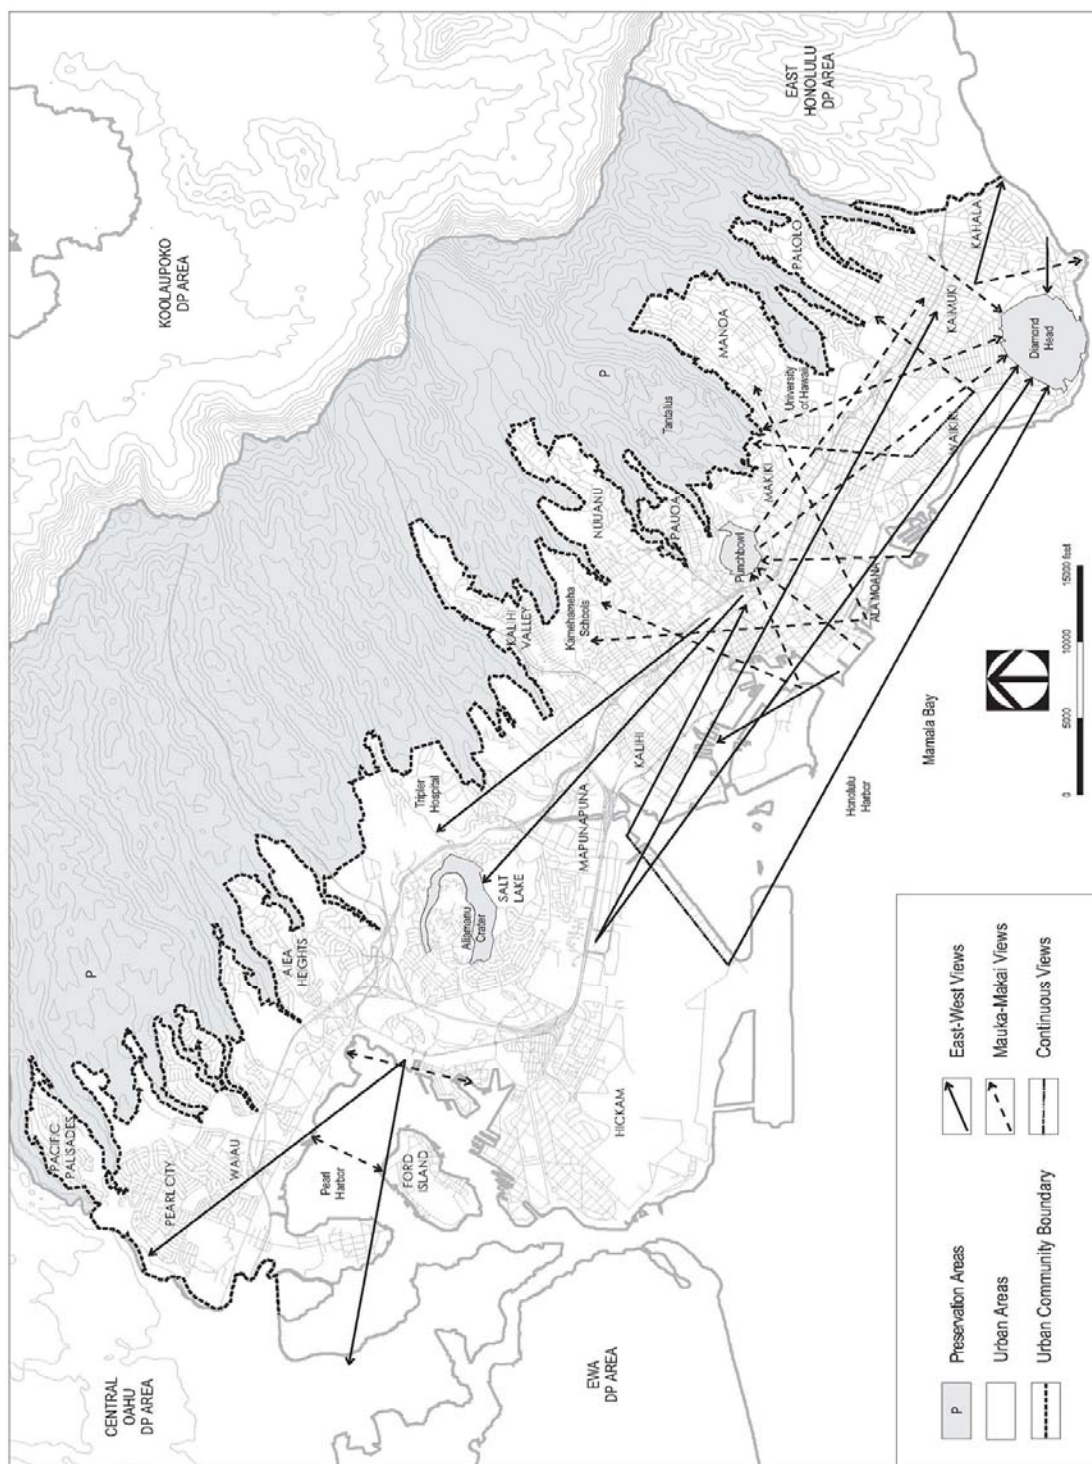 CENTRAL
OAHU
DP AREA
KOOLAUPOKO
DP AREA
EAST
HONOLULU
DP AREA
EWA
DP AREA
P
P
PACIFIC
PALISADES
PEARL CITY
WAIAU
AIEA
HEIGHTS
Pearl
Harbor
FORD
ISLAND
HICKAM
Aliamanu
Crater
SALT
LAKE
Tripler
Hospital
MAPUNAPUNA
KALIHI
KALIHI
VALLEY
Kamehameha
Schools
NUUANU
PAUOA
Punchbowl
Tantalus
MAKIKI
MANOA
University
of Hawaii
PALOLO
KAIMUKI
KAHALA
WAIKIKI
Diamond
Head
ALA MOANA
Honolulu
Harbor
Mamala Bay
0 5000 10000 15000 feet
P Preservation Areas
Urban Areas
Urban Community Boundary
East-West Views
Mauka-Makai Views
Continuous Views